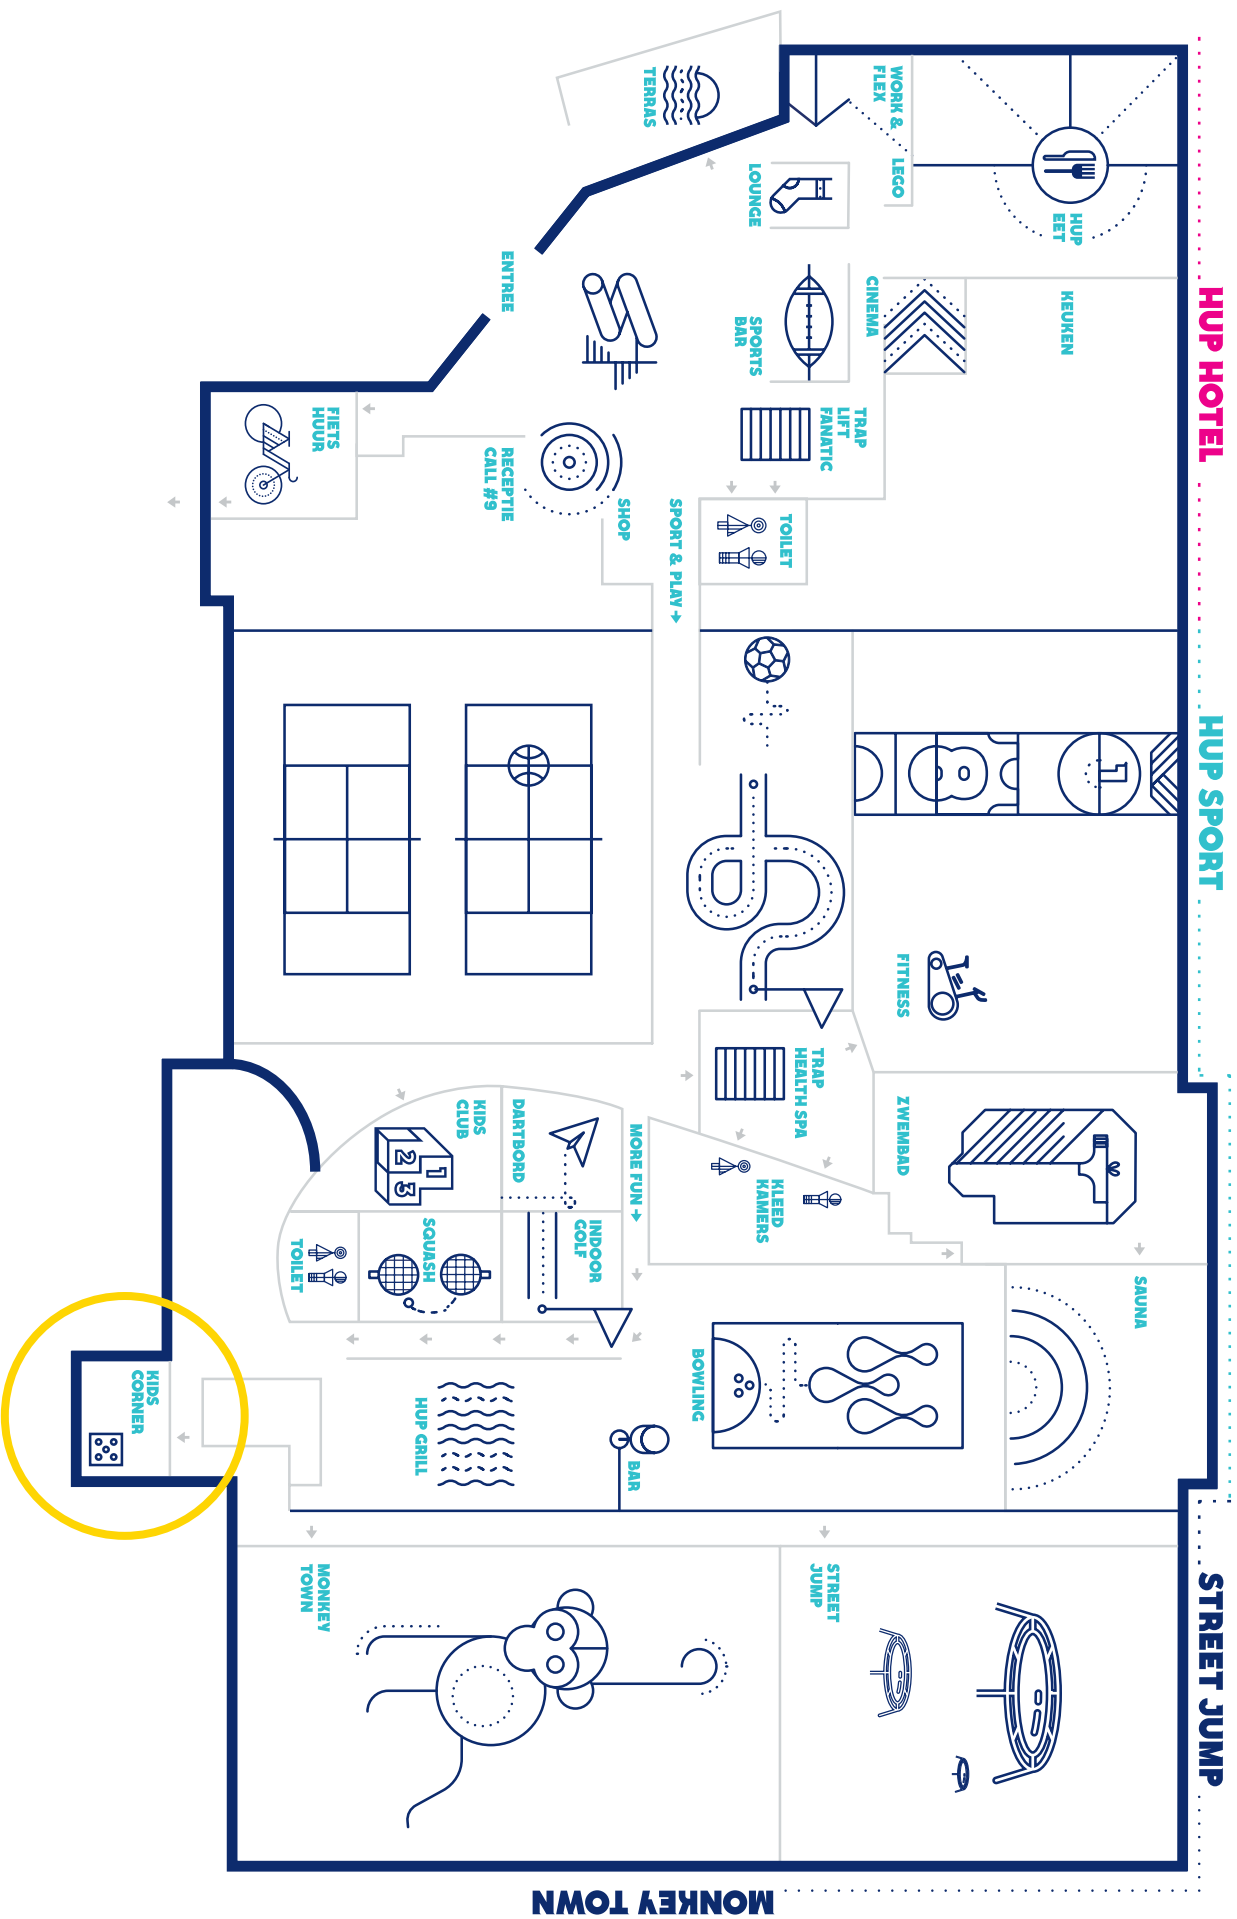 TERRAS
WORK &
FLEX
LEGO
LOUNGE
HUP
EET
ENTREE
CINEMA
KEUKEN
SPORTS
BAR
HUP HOTEL
FIETS
HUUR
TRAP
LIFT
FANATIC
RECEPTIE
CALL #9
SHOP
SPORT & PLAY
TOILET
HUP SPORT
FITNESS
TRAP
HEALTH SPA
ZWEMBAD
KIDS
CLUB
1
2
3
DARTBORD
MORE FUN
KLEED
KAMERS
SQUASH
INDOOR
GOLF
TOILET
SAUNA
BOWLING
KIDS
CORNER
HUP GRILL
BAR
MONKEY
TOWN
STREET
JUMP
STREET JUMP
MONKEY TOWN